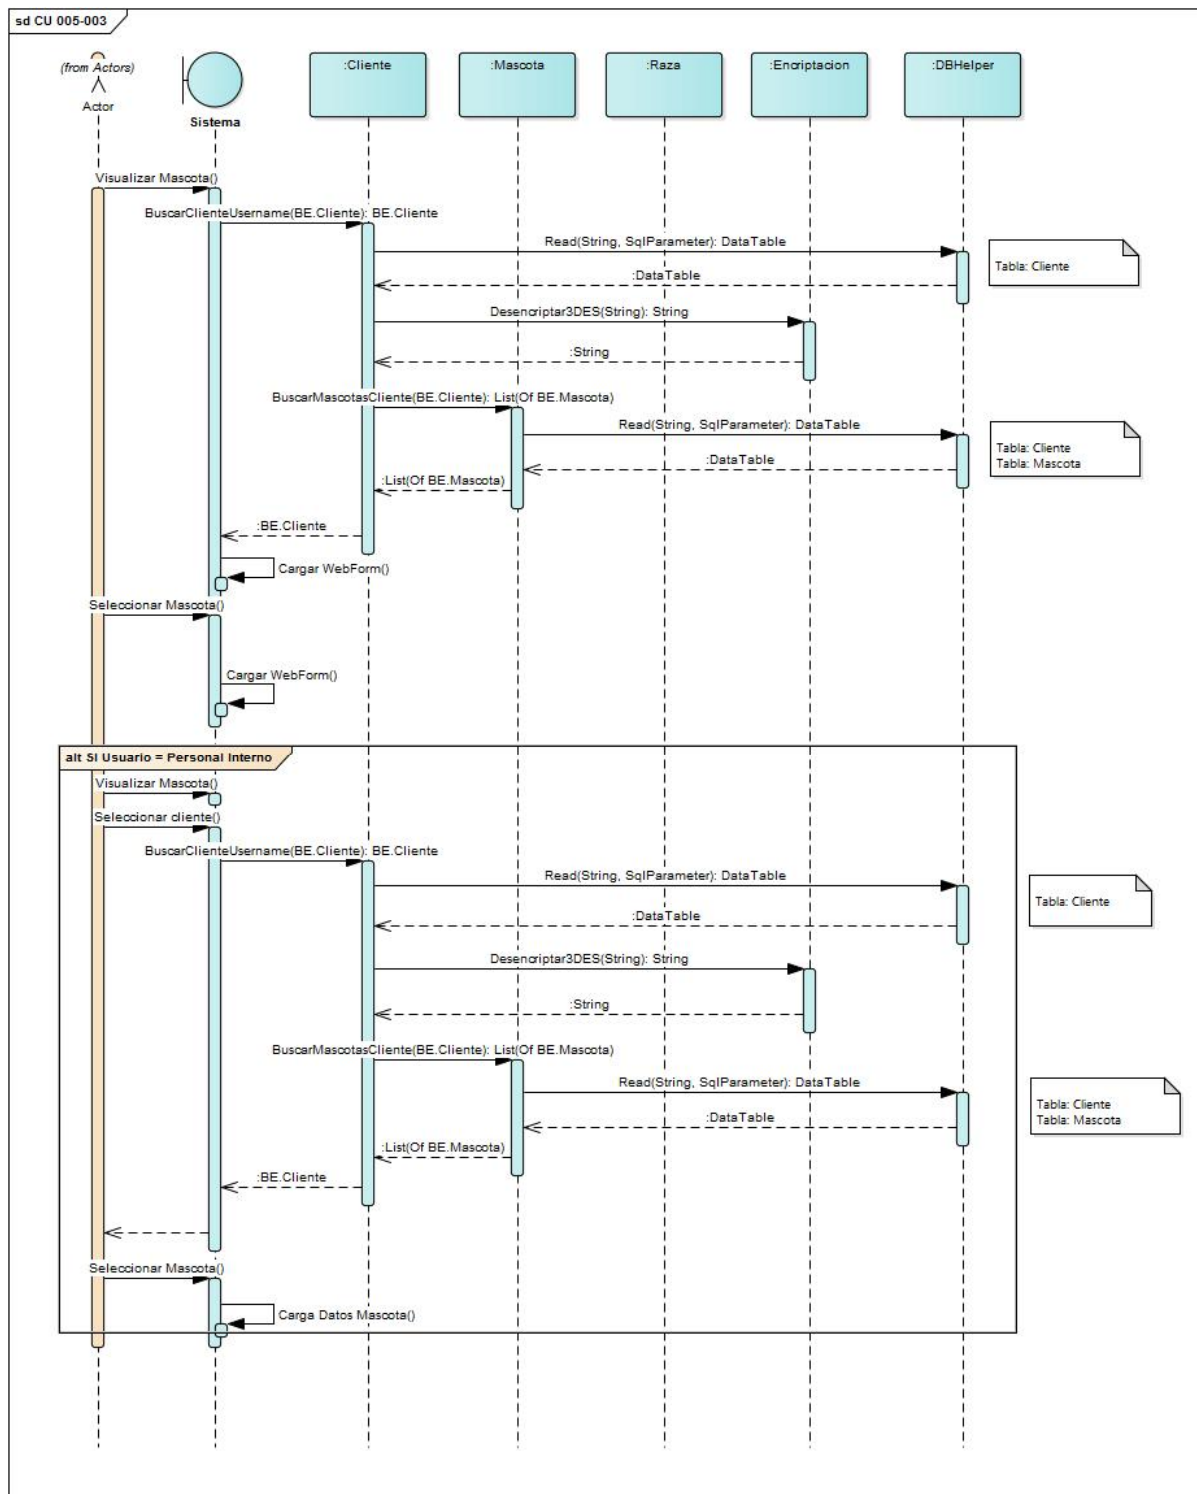 sd CU 005-003
(from Actors)
Actor
Sistema
:Cliente
:Mascota
:Raza
:Encriptacion
:DBHelper
Visualizar Mascota()
BuscarClienteUsername(BE.Cliente): BE.Cliente
Read(String, SqlParameter): DataTable
Tabla: Cliente
:DataTable
Desencriptar3DES(String): String
:String
BuscarMascotasCliente(BE.Cliente): List(Of BE.Mascota)
Read(String, SqlParameter): DataTable
Tabla: Cliente
Tabla: Mascota
:DataTable
:List(Of BE.Mascota)
:BE.Cliente
Cargar WebForm()
Seleccionar Mascota()
Cargar WebForm()
alt SI Usuario = Personal Interno
Visualizar Mascota()
Seleccionar cliente()
BuscarClienteUsername(BE.Cliente): BE.Cliente
Read(String, SqlParameter): DataTable
Tabla: Cliente
:DataTable
Desencriptar3DES(String): String
:String
BuscarMascotasCliente(BE.Cliente): List(Of BE.Mascota)
Read(String, SqlParameter): DataTable
Tabla: Cliente
Tabla: Mascota
:DataTable
:List(Of BE.Mascota)
:BE.Cliente
Seleccionar Mascota()
Carga Datos Mascota()